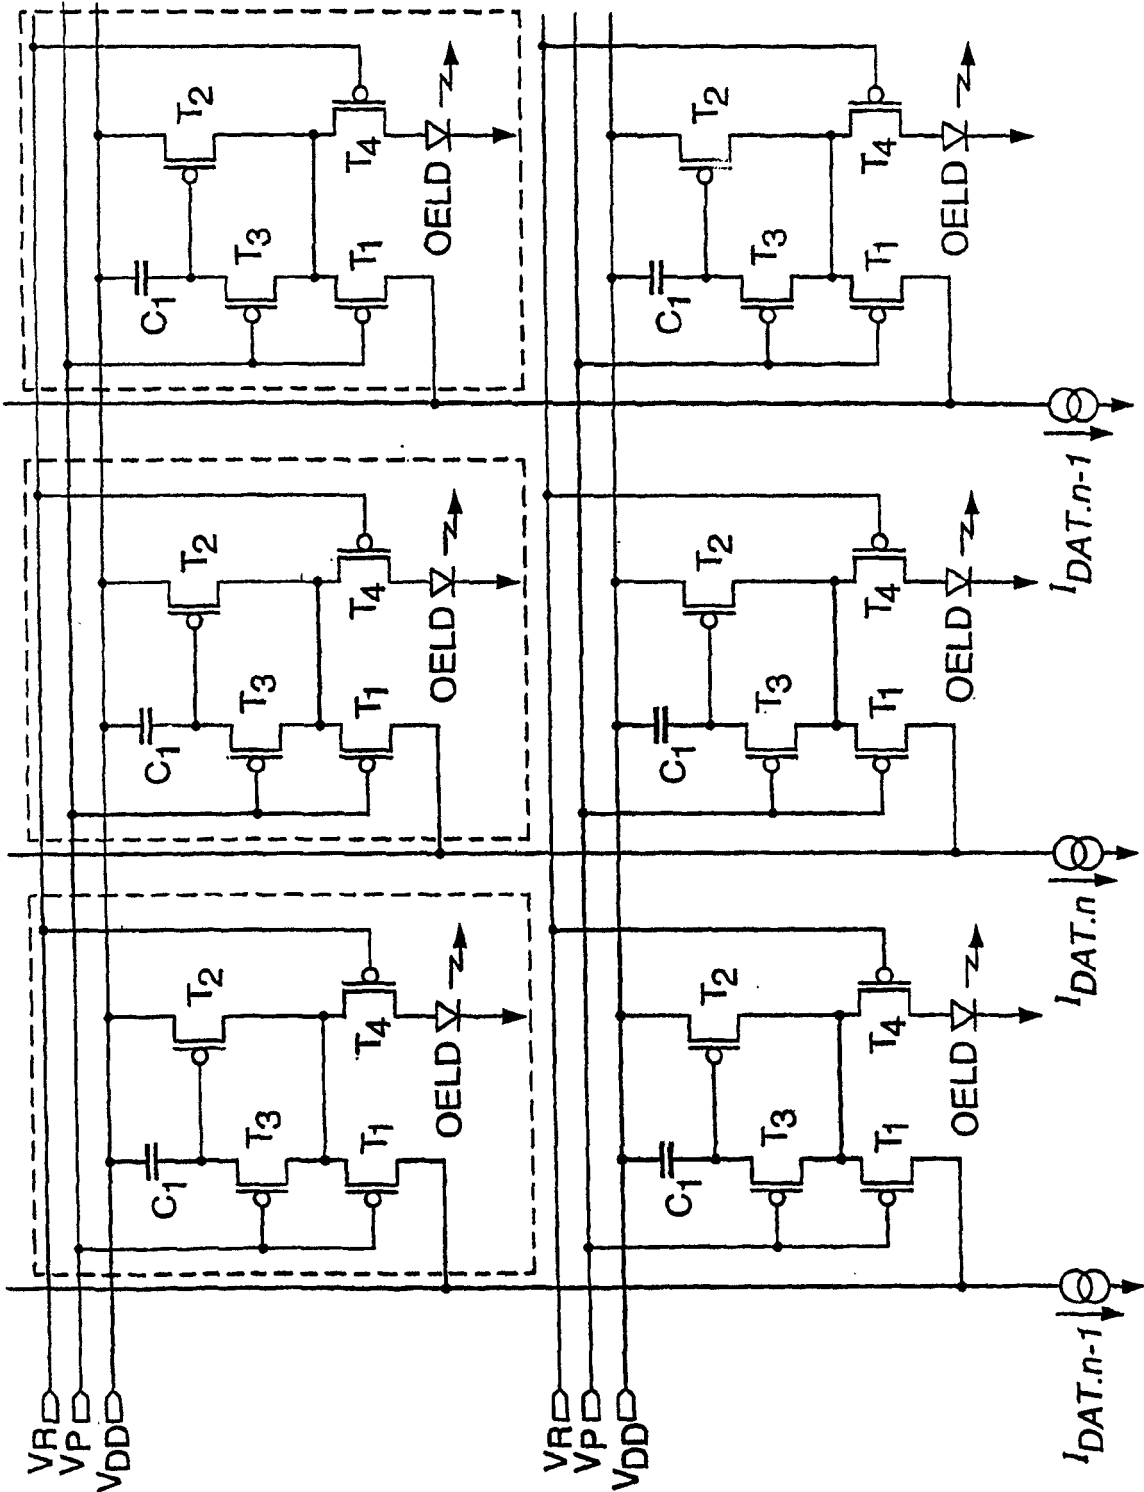 VR
VP
VDD
C1
T2
T3
T1
T4
OELD
C1
T2
T3
T1
T4
OELD
C1
T2
T3
T1
T4
OELD
VR
VP
VDD
C1
T2
T3
T1
T4
OELD
C1
T2
T3
T1
T4
OELD
C1
T2
T3
T1
T4
OELD
IDAT.n-1
IDAT.n
IDAT.n-1